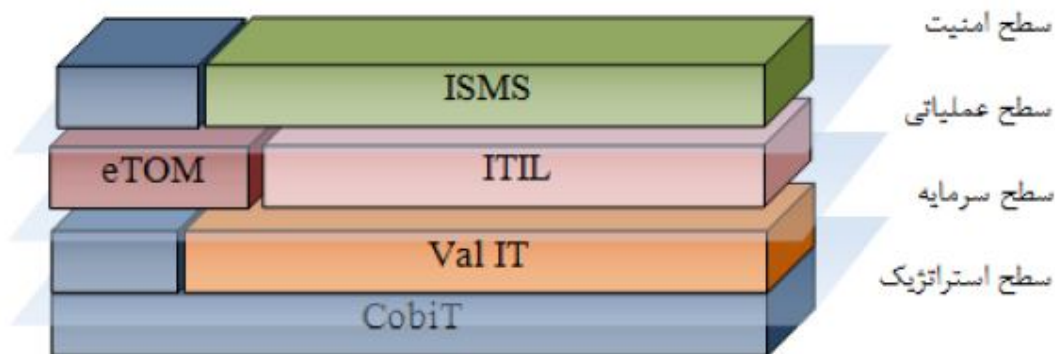 سطح امنیت
ISMS
سطح عملیاتی
eTOM
ITIL
سطح سرمایه
Val IT
سطح استراتژیک
CobiT